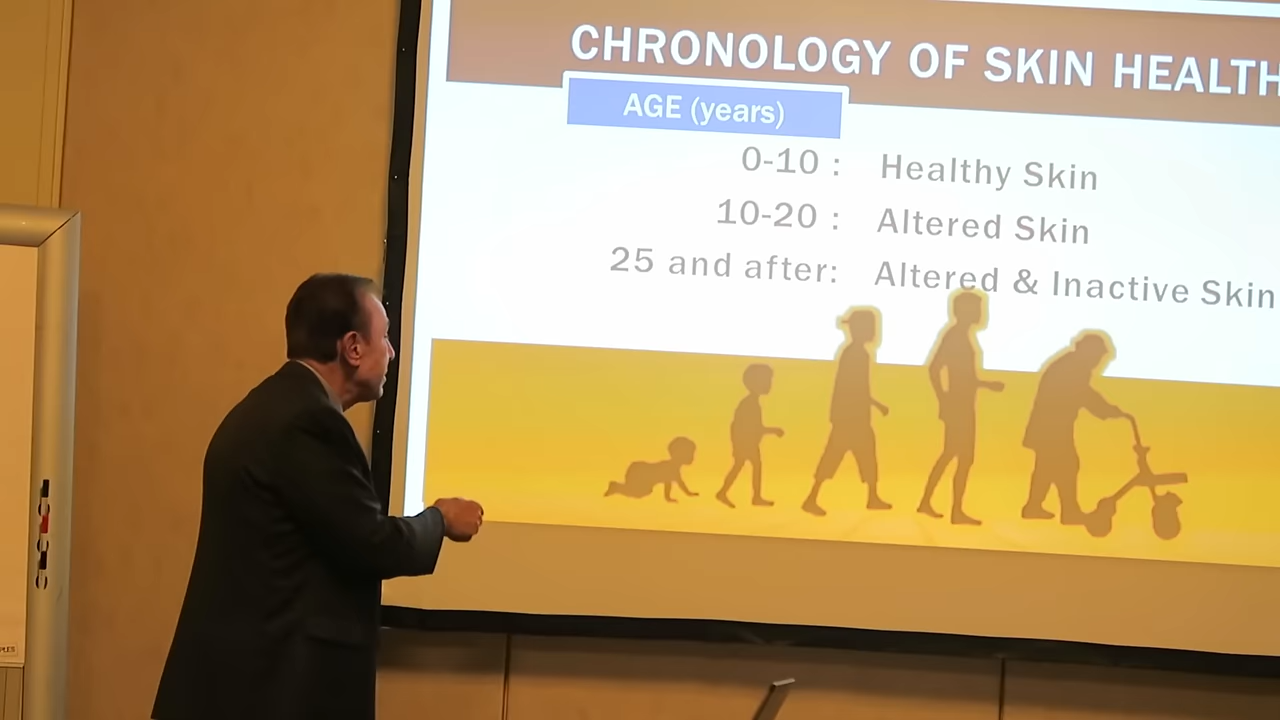 CHRONOLOGY OF SKIN HEALTH
AGE (years)
0-10 : Healthy Skin
10-20 : Altered Skin
25 and after: Altered & Inactive Skin